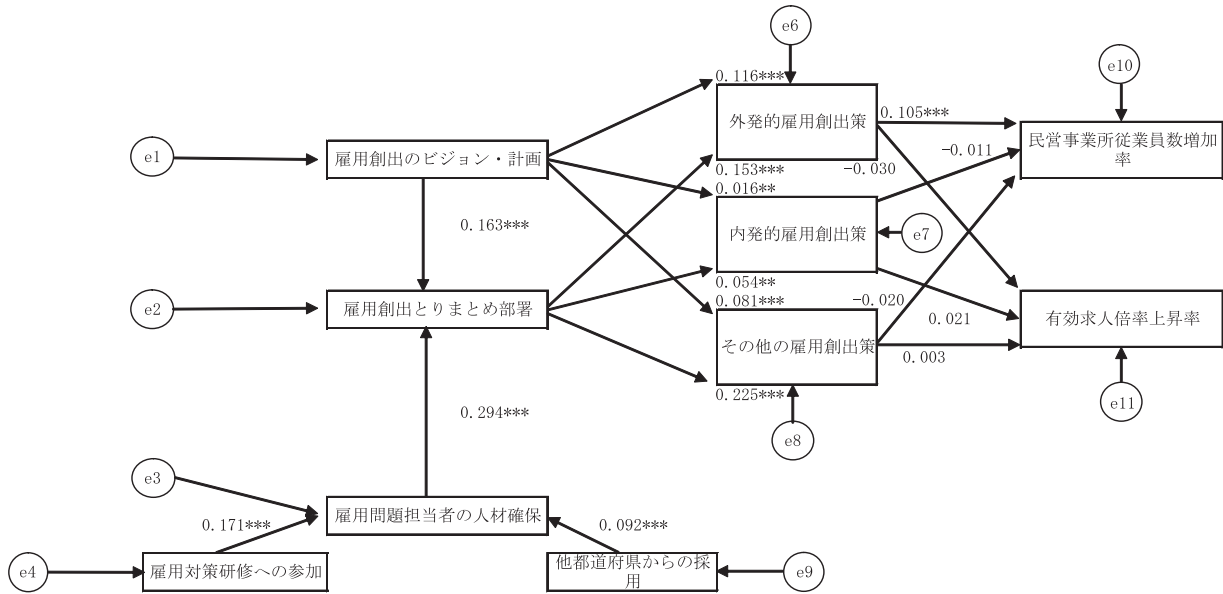 e6
e10
0.116***
外発的雇用創出策
0.105***
民営事業所従業員数増加
率
e1
雇用創出のビジョン・計画
-0.011
0.153***
-0.030
0.016**
0.163***
内発的雇用創出策
e7
0.054**
0.081***
e2
雇用創出とりまとめ部署
-0.020
0.021
有効求人倍率上昇率
その他の雇用創出策
0.003
0.225***
e11
0.294***
e8
e3
雇用問題担当者の人材確保
0.171***
0.092***
e4
雇用対策研修への参加
他都道府県からの採
用
e9